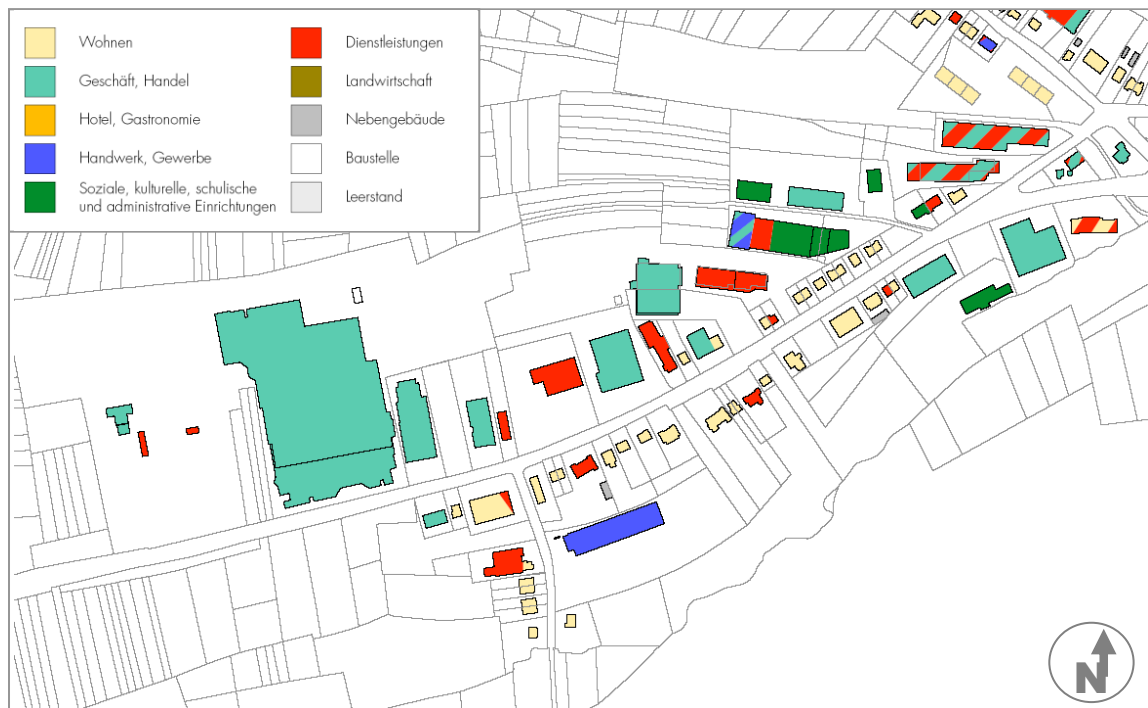 Wohnen
Geschäft, Handel
Hotel, Gastronomie
Handwerk, Gewerbe
Soziale, kulturelle, schulische
und administrative Einrichtungen
Dienstleistungen
Landwirtschaft
Nebengebäude
Baustelle
Leerstand
N